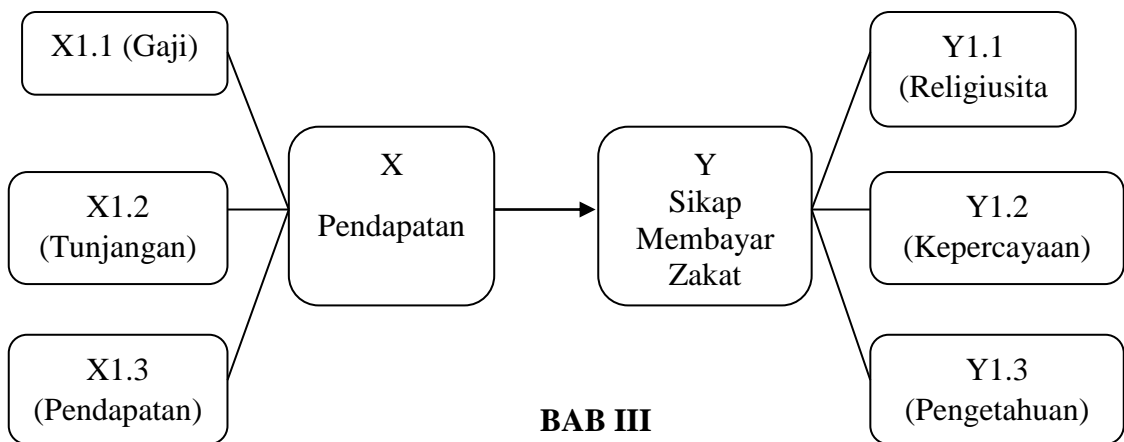 X1.1 (Gaji)
X1.2
(Tunjangan)
X1.3
(Pendapatan)
X
Pendapatan
Y
Sikap
Membayar
Zakat
Y1.1
(Religiusita
Y1.2
(Kepercayaan)
Y1.3
(Pengetahuan)
BAB III